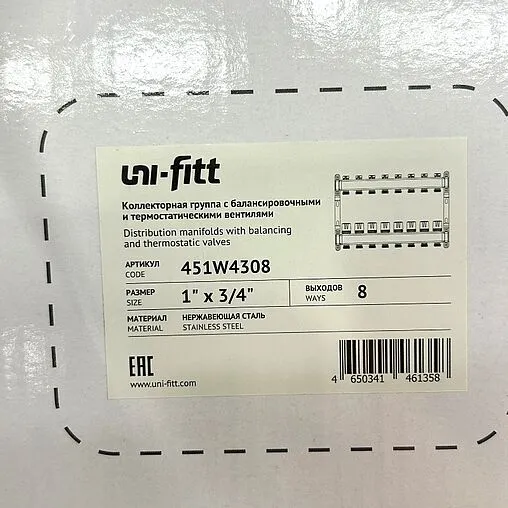 uni-fitt
Коллекторная группа с балансировочными
и термостатическими вентилями
Distribution manifolds with balancing
and thermostatic valves
АРТИКУЛ
CODE
451W4308
РАЗМЕР
SIZE
1" x 3/4"
ВЫХОДОВ
WAYS
8
МАТЕРИАЛ
MATERIAL
НЕРЖАВЕЮЩАЯ СТАЛЬ
STAINLESS STEEL
EAC
www.uni-fitt.com
4 650341 461358